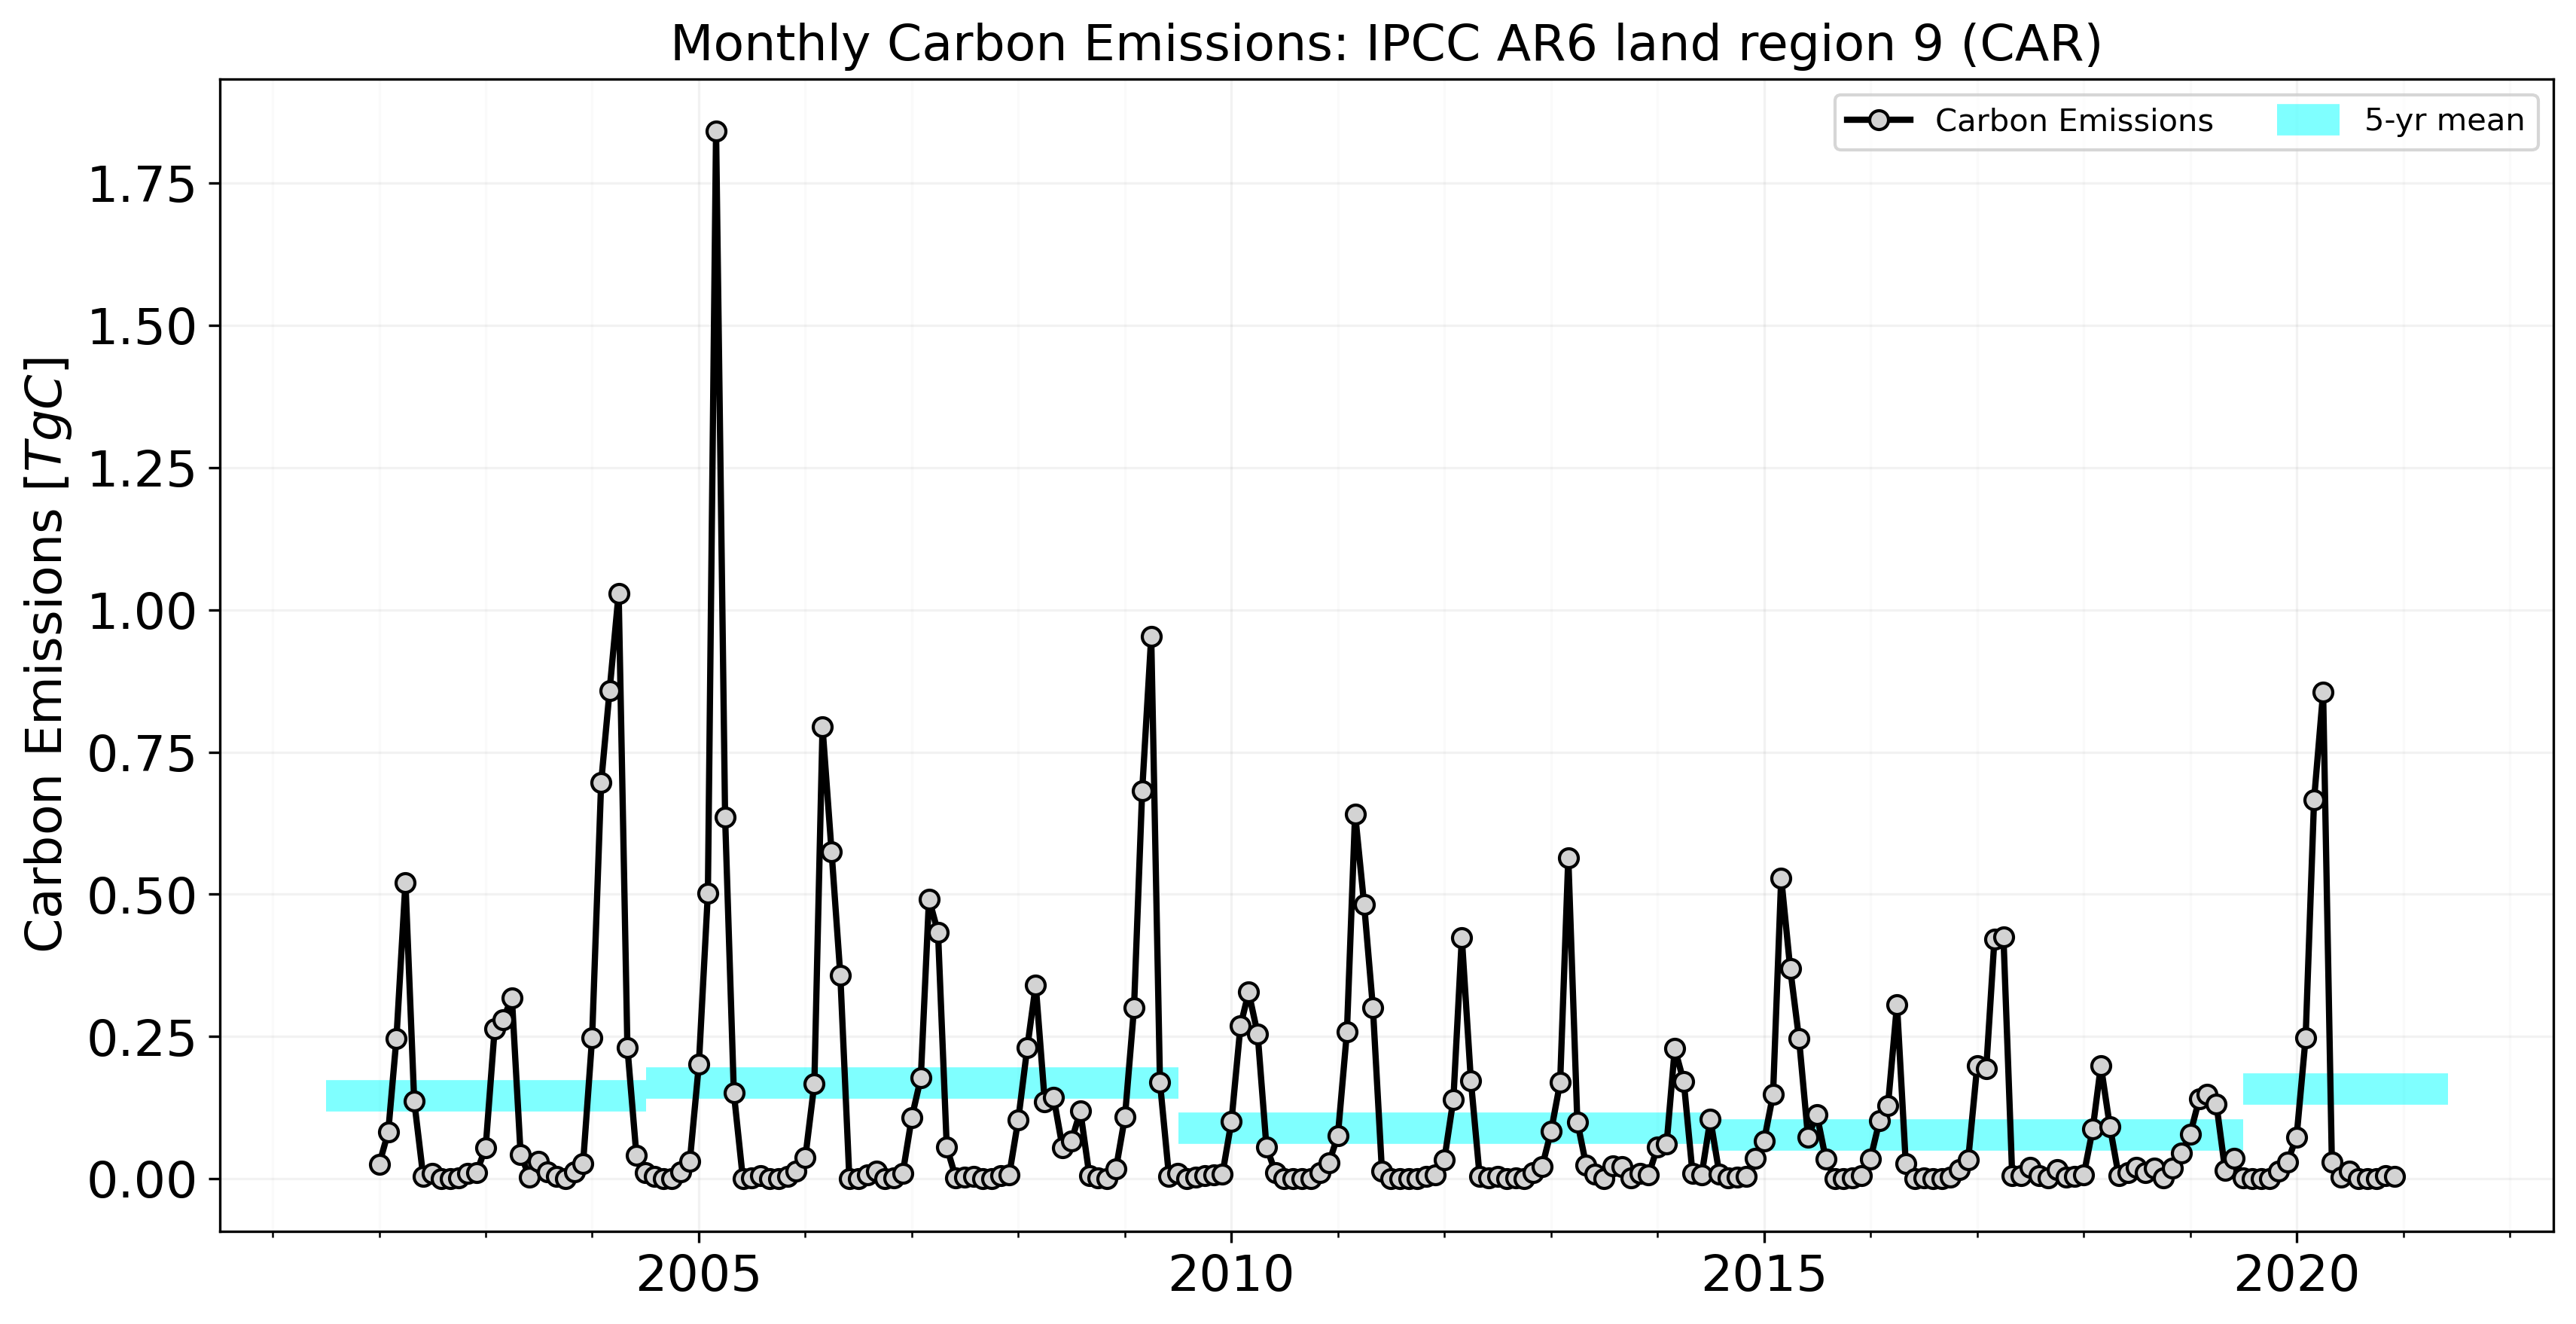 Monthly Carbon Emissions: IPCC AR6 land region 9 (CAR)
Carbon Emissions 5-yr mean
Carbon Emissions [TgC]
1.75
1.50
1.25
1.00
0.75
0.50
0.25
0.00
2005 2010 2015 2020